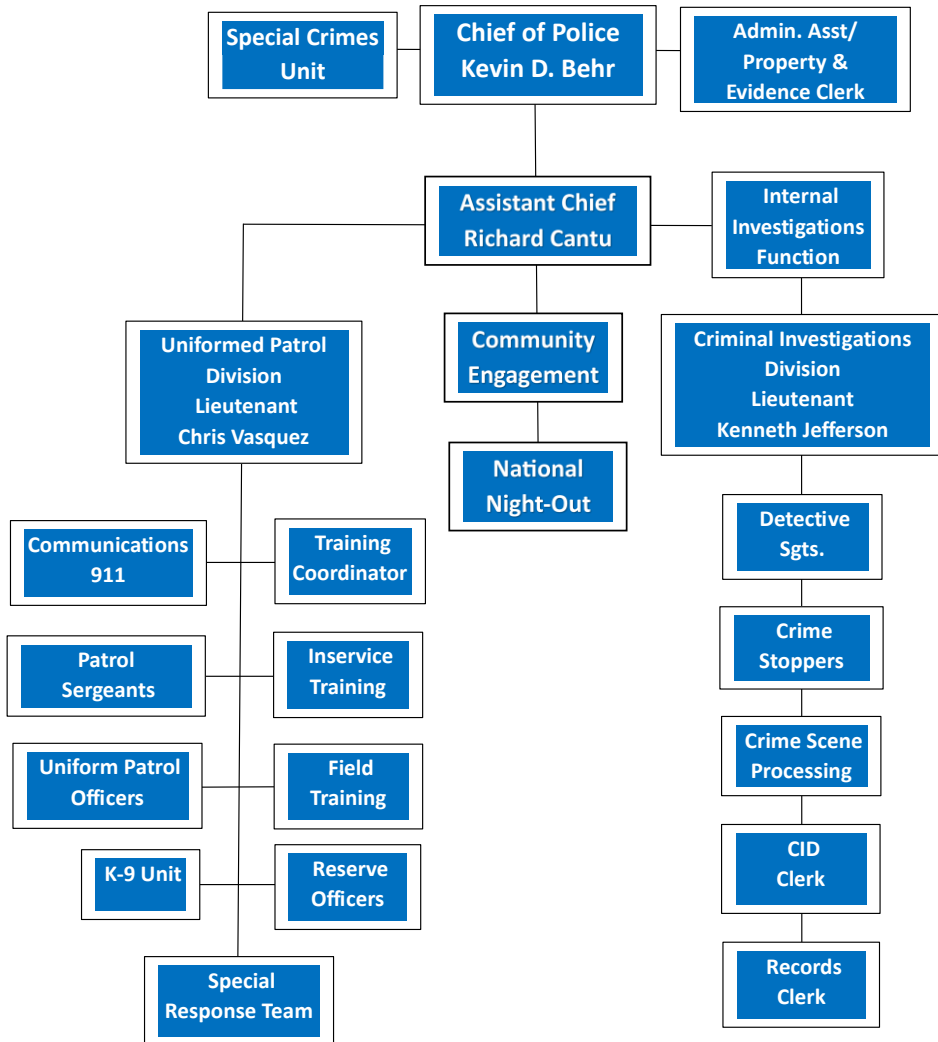 Special Crimes
Unit
Chief of Police
Kevin D. Behr
Admin. Asst/
Property &
Evidence Clerk
Assistant Chief
Richard Cantu
Internal
Investigations
Function
Uniformed Patrol
Division
Lieutenant
Chris Vasquez
Community
Engagement
Criminal Investigations
Division
Lieutenant
Kenneth Jefferson
National
Night-Out
Communications
911
Training
Coordinator
Detective
Sgts.
Patrol
Sergeants
Inservice
Training
Crime
Stoppers
Uniform Patrol
Officers
Field
Training
Crime Scene
Processing
K-9 Unit
Reserve
Officers
CID
Clerk
Special
Response Team
Records
Clerk